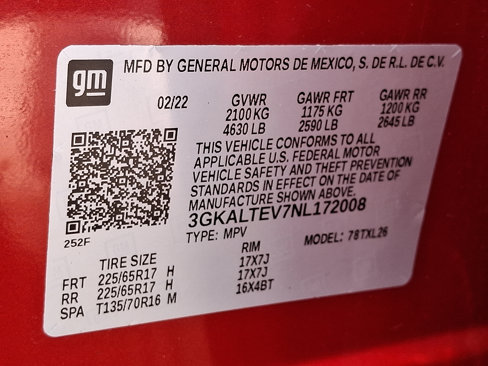 gm
MFD BY GENERAL MOTORS DE MEXICO, S. DE R.L. DE C.V.
02/22 GVWR GAWR FRT GAWR RR
2100 KG 1175 KG 1200 KG
4630 LB 2590 LB 2645 LB
THIS VEHICLE CONFORMS TO ALL
APPLICABLE U.S. FEDERAL MOTOR
VEHICLE SAFETY AND THEFT PREVENTION
STANDARDS IN EFFECT ON THE DATE OF
MANUFACTURE SHOWN ABOVE.
3GKALTEV7NL172008
252F TYPE: MPV MODEL: 78TXL26
TIRE SIZE RIM
FRT 225/65R17 H 17X7J
RR 225/65R17 H 17X7J
SPA T135/70R16 M 16X4BT